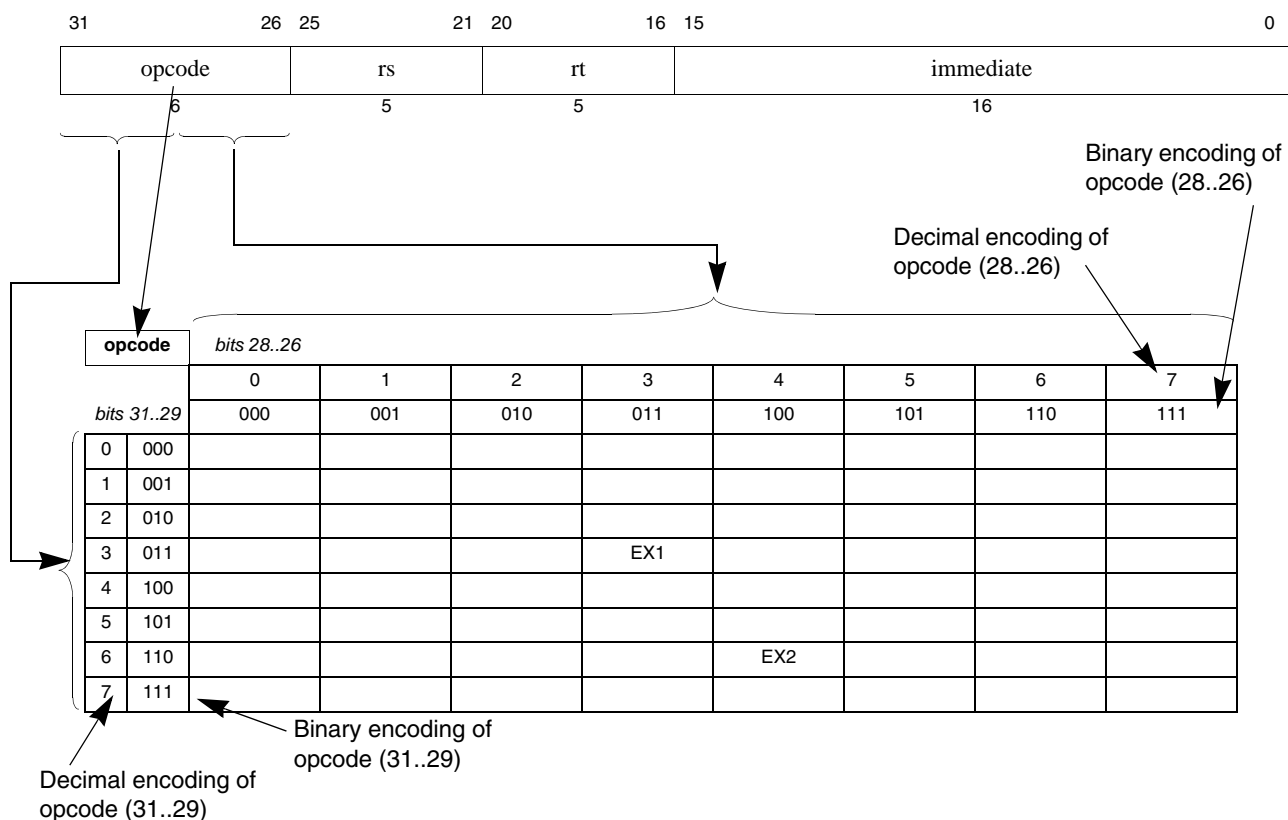 31 26 25 21 20 16 15 0
opcode rs rt immediate
6 5 5 16
Binary encoding of
opcode (28..26)
Decimal encoding of
opcode (28..26)
opcode bits 28..26
0 1 2 3 4 5 6 7
bits 31..29 000 001 010 011 100 101 110 111
0 000
1 001
2 010
3 011 EX1
4 100
5 101
6 110 EX2
7 111
Binary encoding of
opcode (31..29)
Decimal encoding of
opcode (31..29)